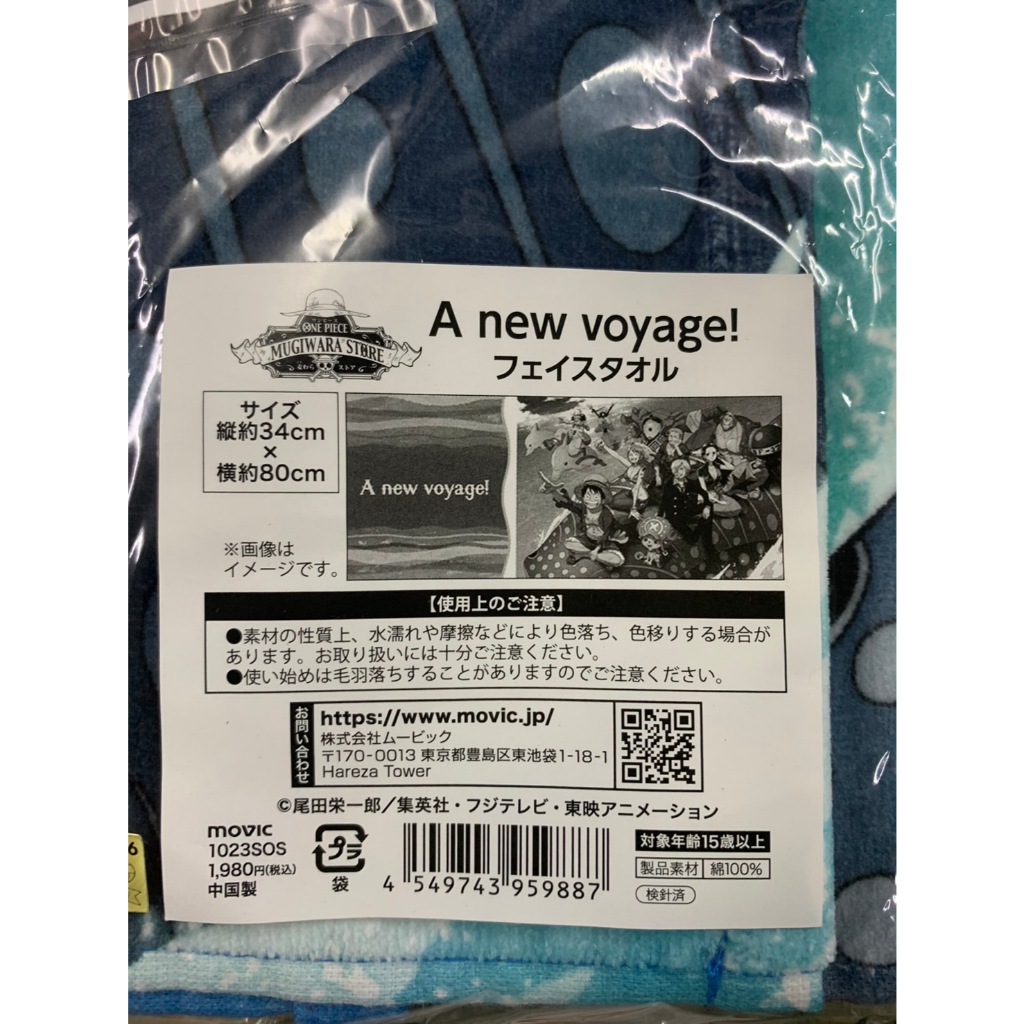 ワンピース
ONE PIECE
MUGIWARA STORE
麦わら ストア
A new voyage!
フェイスタオル
サイズ
縦約34cm
×
横約80cm
A new voyage!
※画像は
イメージです。
【使用上のご注意】
●素材の性質上、水濡れや摩擦などにより色落ち、色移りする場合が
あります。お取り扱いには十分ご注意ください。
●使い始めは毛羽落ちすることがありますのでご注意ください。
お問い合わせ
https://www.movic.jp/
株式会社ムービック
〒170-0013 東京都豊島区東池袋1-18-1
Hareza Tower
©尾田栄一郎／集英社・フジテレビ・東映アニメーション
movic
1023SOS
1,980円(税込)
中国製
プラ
袋
4 549743 959887
対象年齢15歳以上
製品素材 綿100%
検針済
6